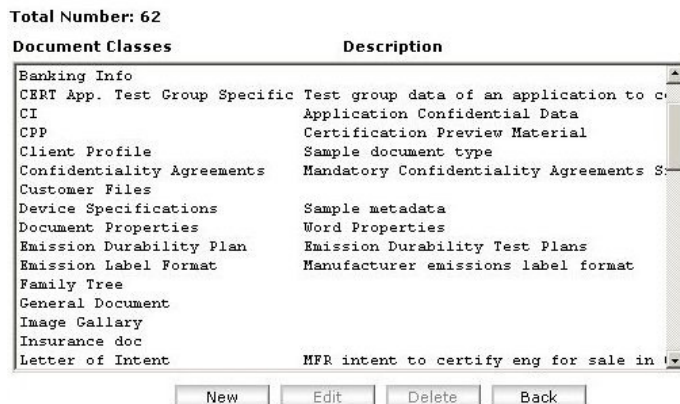 Total Number: 62
Document Classes Description
Banking Info
CERT App. Test Group Specific Test group data of an application to
CI Application Confidential Data
CPP Certification Preview Material
Client Profile Sample document type
Confidentiality Agreements Mandatory Confidentiality Agreements
Customer Files
Device Specifications Sample metadata
Document Properties Word Properties
Emission Durability Plan Emission Durability Test Plans
Emission Label Format Manufacturer emissions label format
Family Tree
General Document
Image Gallary
Insurance doc
Letter of Intent MFR intent to certify eng for sale in
New Edit Delete Back